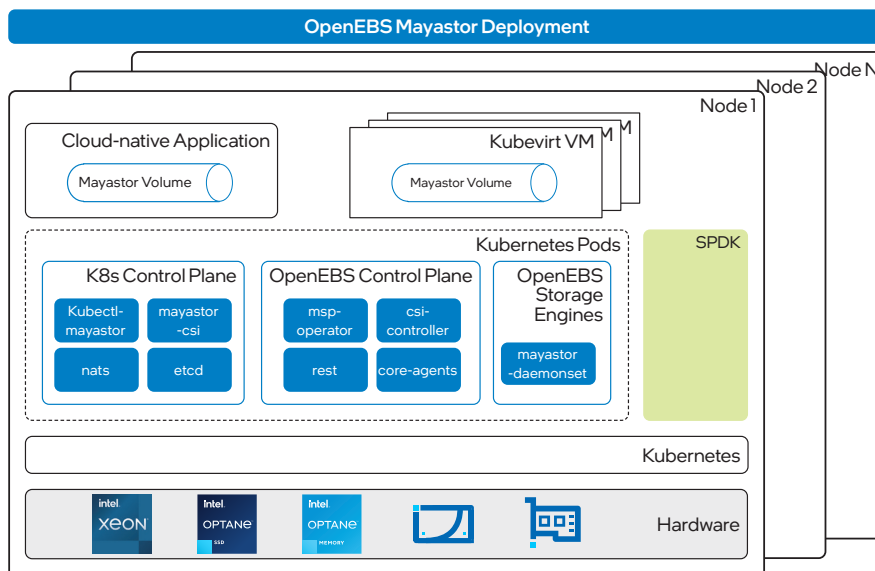 OpenEBS Mayastor Deployment
Node N
Node 2
Node 1
Cloud-native Application
Mayastor Volume
Kubevirt VM
M
M
Mayastor Volume
Kubernetes Pods
SPDK
K8s Control Plane
Kubectl-
mayastor
mayastor
-csi
nats
etcd
OpenEBS Control Plane
msp-
operator
csi-
controller
rest
core-agents
OpenEBS
Storage
Engines
mayastor
-daemonset
Kubernetes
intel.
XEON
intel.
OPTANE
SSD
intel.
OPTANE
MEMORY
Hardware